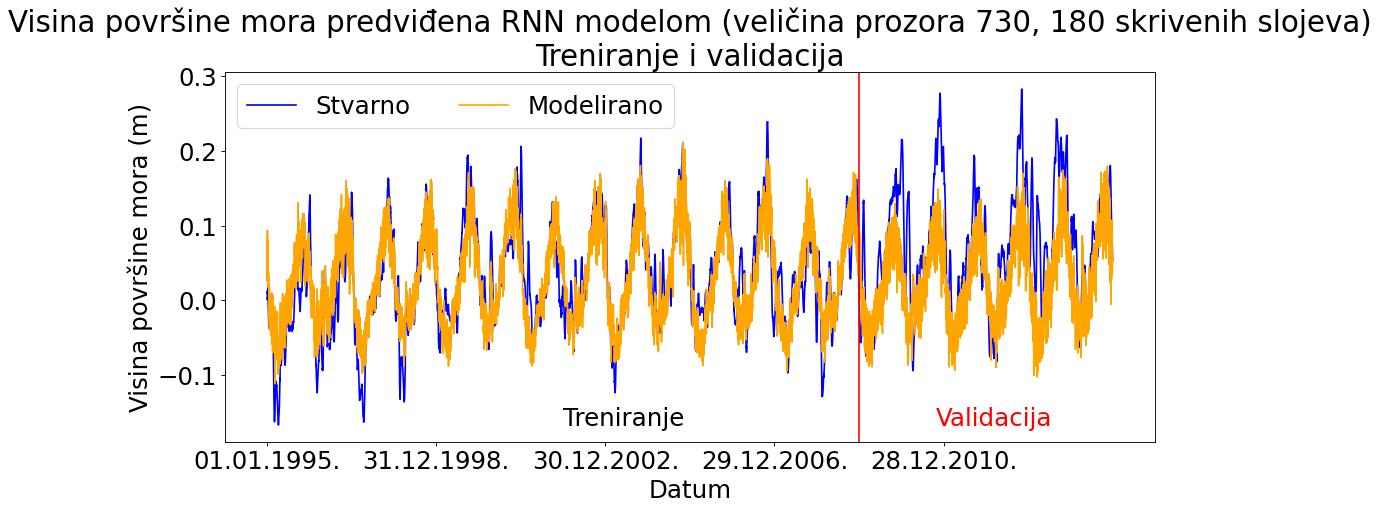 Visina površine mora predviđena RNN modelom (veličina prozora 730, 180 skrivenih slojeva)
Treniranje i validacija
Stvarno
Modelirano
Visina površine mora (m)
0.3
0.2
0.1
0.0
−0.1
Treniranje
Validacija
01.01.1995.
31.12.1998.
30.12.2002.
29.12.2006.
28.12.2010.
Datum